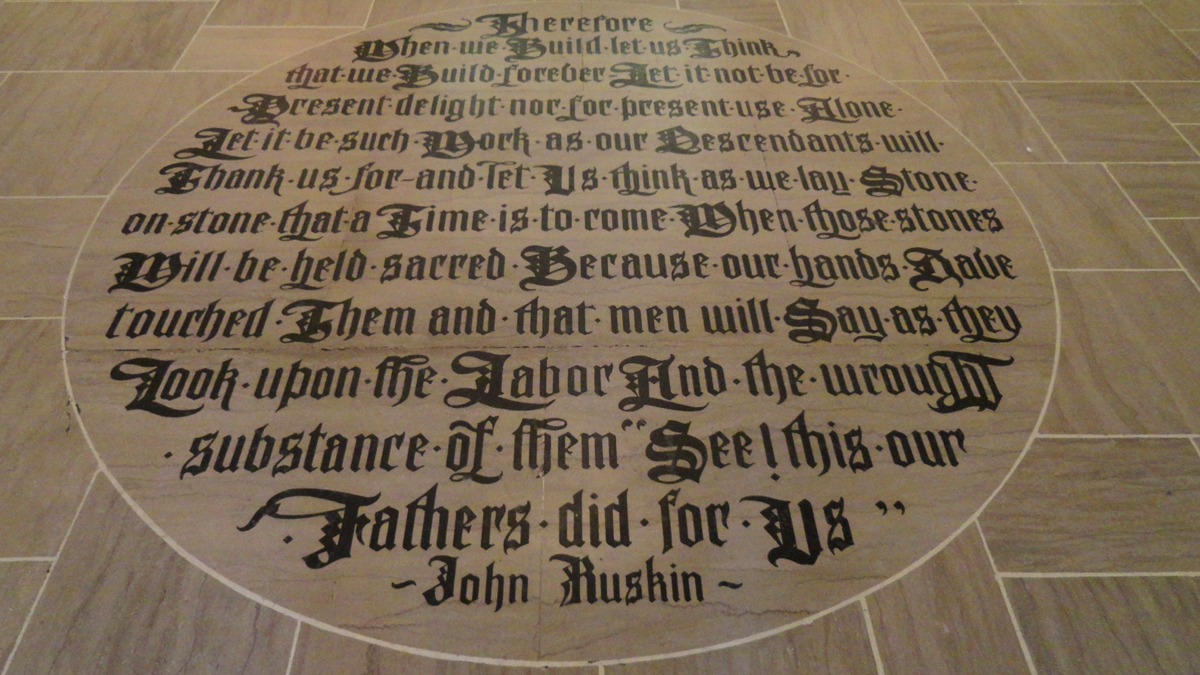 ~ Therefore ~
When·we·Build·let·us·Think
that·we·Build·forever·Let·it·not·be·for·
Present·delight·nor·for·present·use·Alone·
Let·it·be·such·Work·as·our·Descendants·will·
Thank·us·for-and·let·Us·think·as·we·lay·Stone·
on·stone·that·a·Time·is·to·come·When·those·stones
Will·be·held·sacred·Because·our·hands·Have
touched·Them and·that·men will·Say·as·they
Look·upon·the·Labor And·the·wrought
·substance·of·them "See! this·our
·Fathers·did·for·Us "
~John Ruskin~